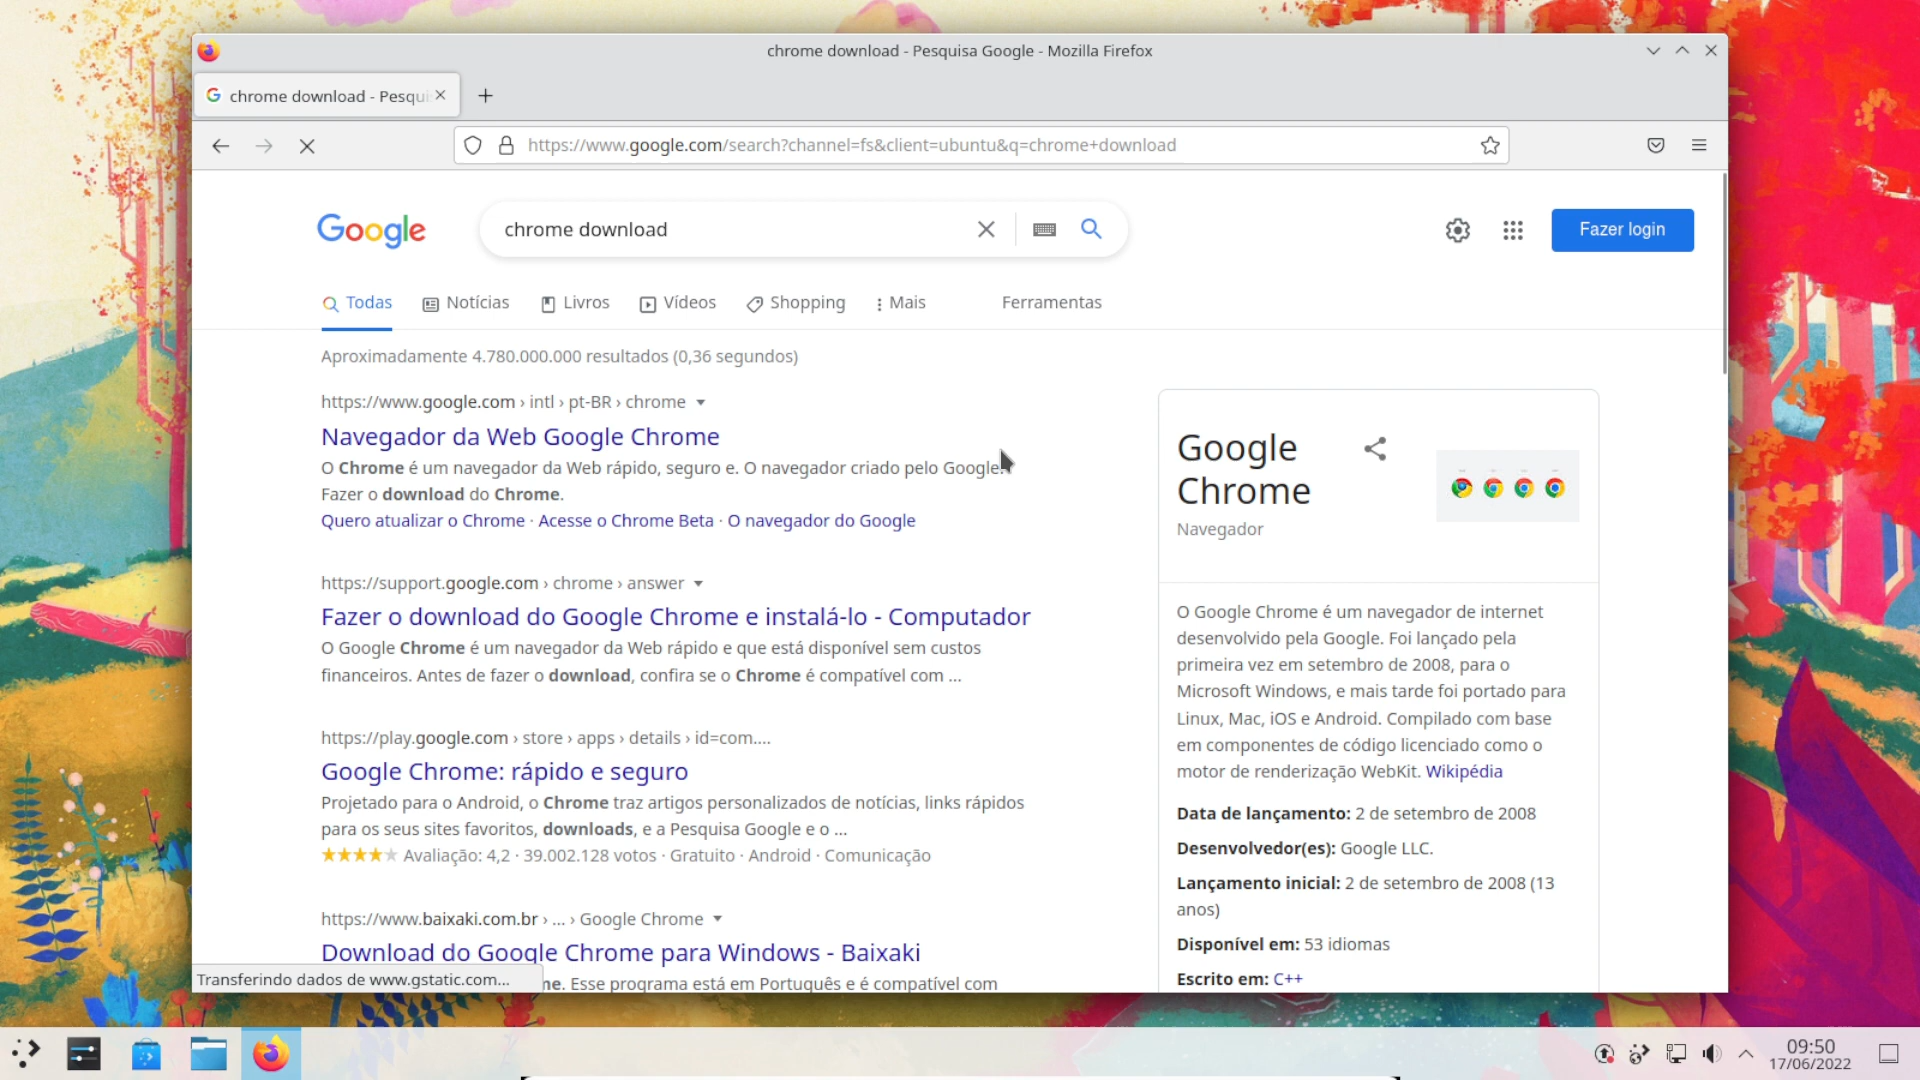 chrome download - Pesquisa Google - Mozilla Firefox
chrome download - Pesqui
https://www.google.com/search?channel=fs&client=ubuntu&q=chrome+download
Google
chrome download
Fazer login
Todas
Notícias
Livros
Vídeos
Shopping
Mais
Ferramentas
Aproximadamente 4.780.000.000 resultados (0,36 segundos)
https://www.google.com › intl › pt-BR › chrome
Navegador da Web Google Chrome
O Chrome é um navegador da Web rápido, seguro e. O navegador criado pelo Google.
Fazer o download do Chrome.
Quero atualizar o Chrome · Acesse o Chrome Beta · O navegador do Google
https://support.google.com › chrome › answer
Fazer o download do Google Chrome e instalá-lo - Computador
O Google Chrome é um navegador da Web rápido e que está disponível sem custos
financeiros. Antes de fazer o download, confira se o Chrome é compatível com ...
https://play.google.com › store › apps › details › id=com....
Google Chrome: rápido e seguro
Projetado para o Android, o Chrome traz artigos personalizados de notícias, links rápidos
para os seus sites favoritos, downloads, e a Pesquisa Google e o ...
Avaliação: 4,2 · 39.002.128 votos · Gratuito · Android · Comunicação
https://www.baixaki.com.br › ... › Google Chrome
Download do Google Chrome para Windows - Baixaki
ne. Esse programa está em Português e é compatível com
Transferindo dados de www.gstatic.com...
Google
Chrome
Navegador
O Google Chrome é um navegador de internet
desenvolvido pela Google. Foi lançado pela
primeira vez em setembro de 2008, para o
Microsoft Windows, e mais tarde foi portado para
Linux, Mac, iOS e Android. Compilado com base
em componentes de código licenciado como o
motor de renderização WebKit. Wikipédia
Data de lançamento: 2 de setembro de 2008
Desenvolvedor(es): Google LLC.
Lançamento inicial: 2 de setembro de 2008 (13
anos)
Disponível em: 53 idiomas
Escrito em: C++
09:50
17/06/2022